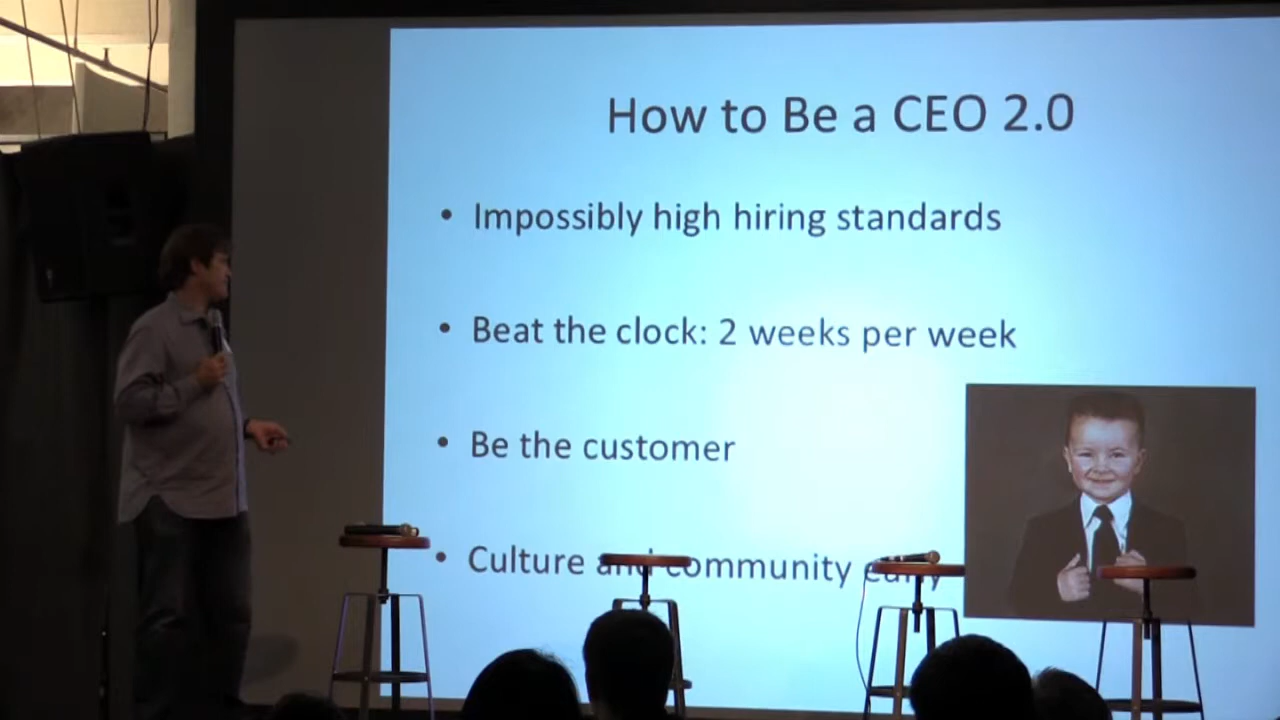 How to Be a CEO 2.0
• Impossibly high hiring standards
• Beat the clock: 2 weeks per week
• Be the customer
• Culture and community early